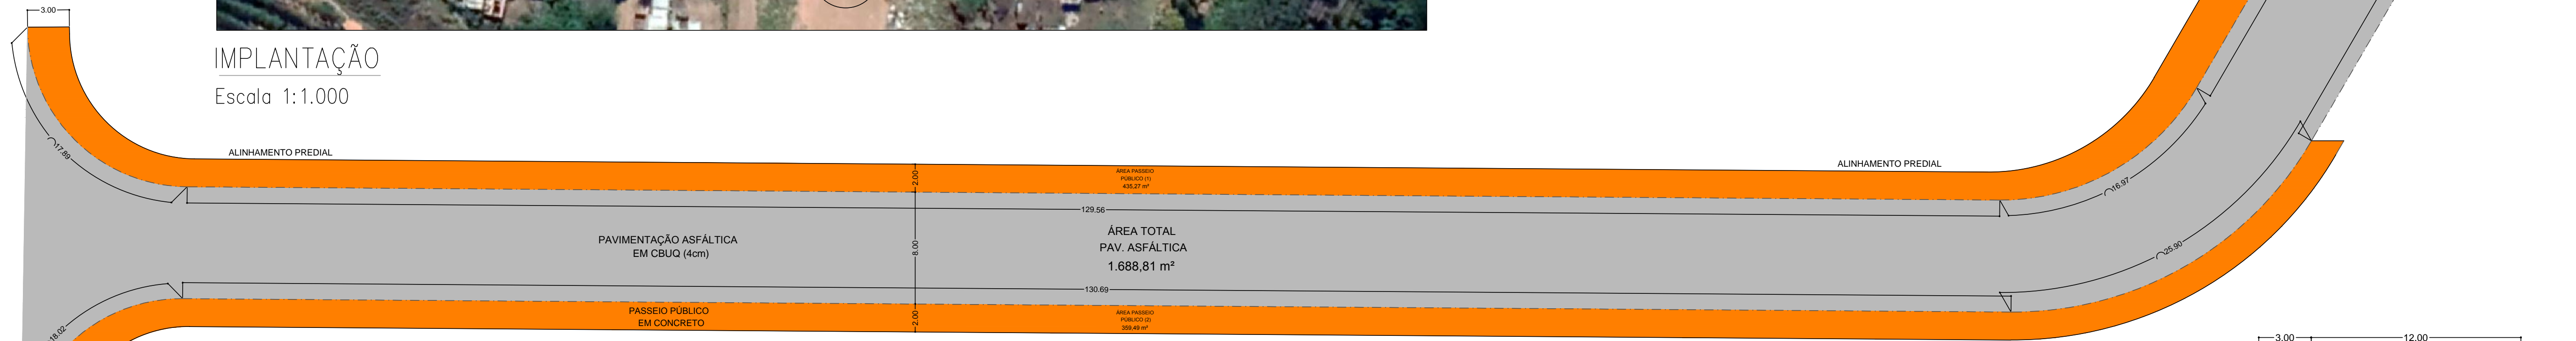 3.00
IMPLANTAÇÃO
Escala 1:1.000
17.89
ALINHAMENTO PREDIAL
ALINHAMENTO PREDIAL
2.00
ÁREA PASSEIO
PÚBLICO (1)
435,27 m²
16.97
129.56
PAVIMENTAÇÃO ASFÁLTICA
EM CBUQ (4cm)
8.00
ÁREA TOTAL
PAV. ASFÁLTICA
1.688,81 m²
25.90
130.69
PASSEIO PÚBLICO
EM CONCRETO
2.00
ÁREA PASSEIO
PÚBLICO (2)
359,49 m²
18.02
3.00
12.00